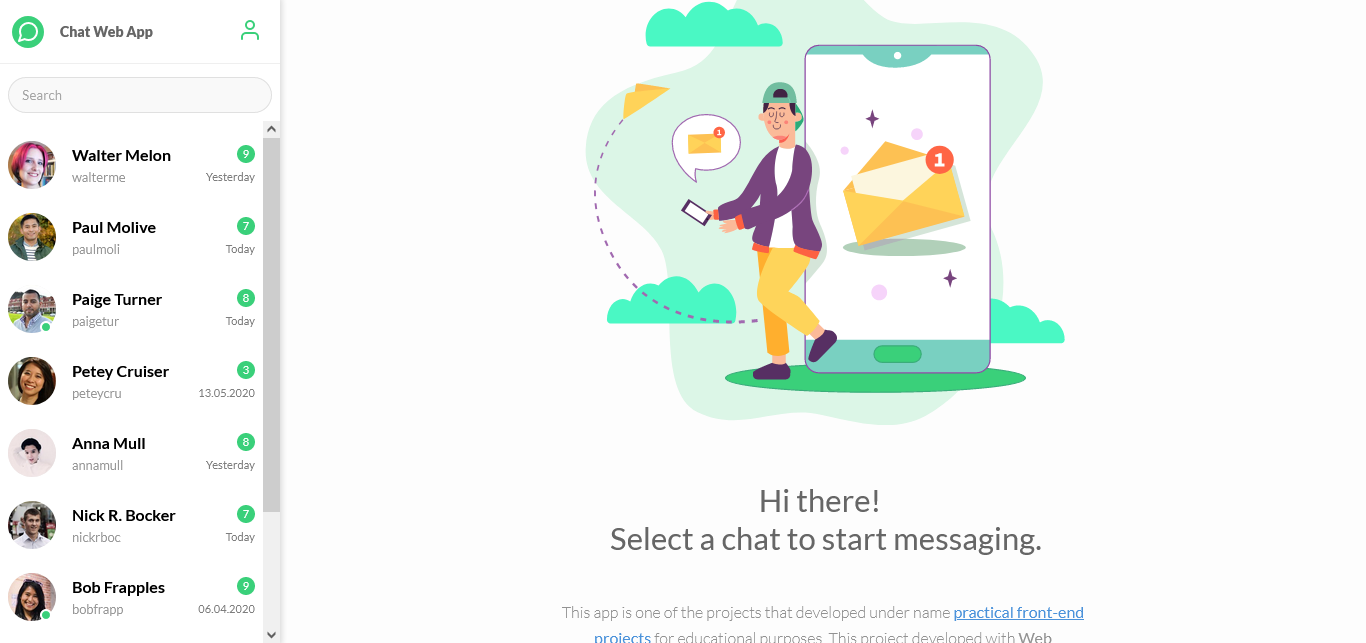 Chat Web App
Search
Walter Melon 9
walterme Yesterday
Paul Molive 7
paulmoli Today
Paige Turner 8
paigetur Today
Petey Cruiser 3
peteycru 13.05.2020
Anna Mull 8
annamull Yesterday
Nick R. Bocker 7
nickrboc Today
Bob Frapples 9
bobfrapp 06.04.2020
1
1
Hi there!
Select a chat to start messaging.
This app is one of the projects that developed under name practical front-end
projects for educational purposes. This project developed with Web